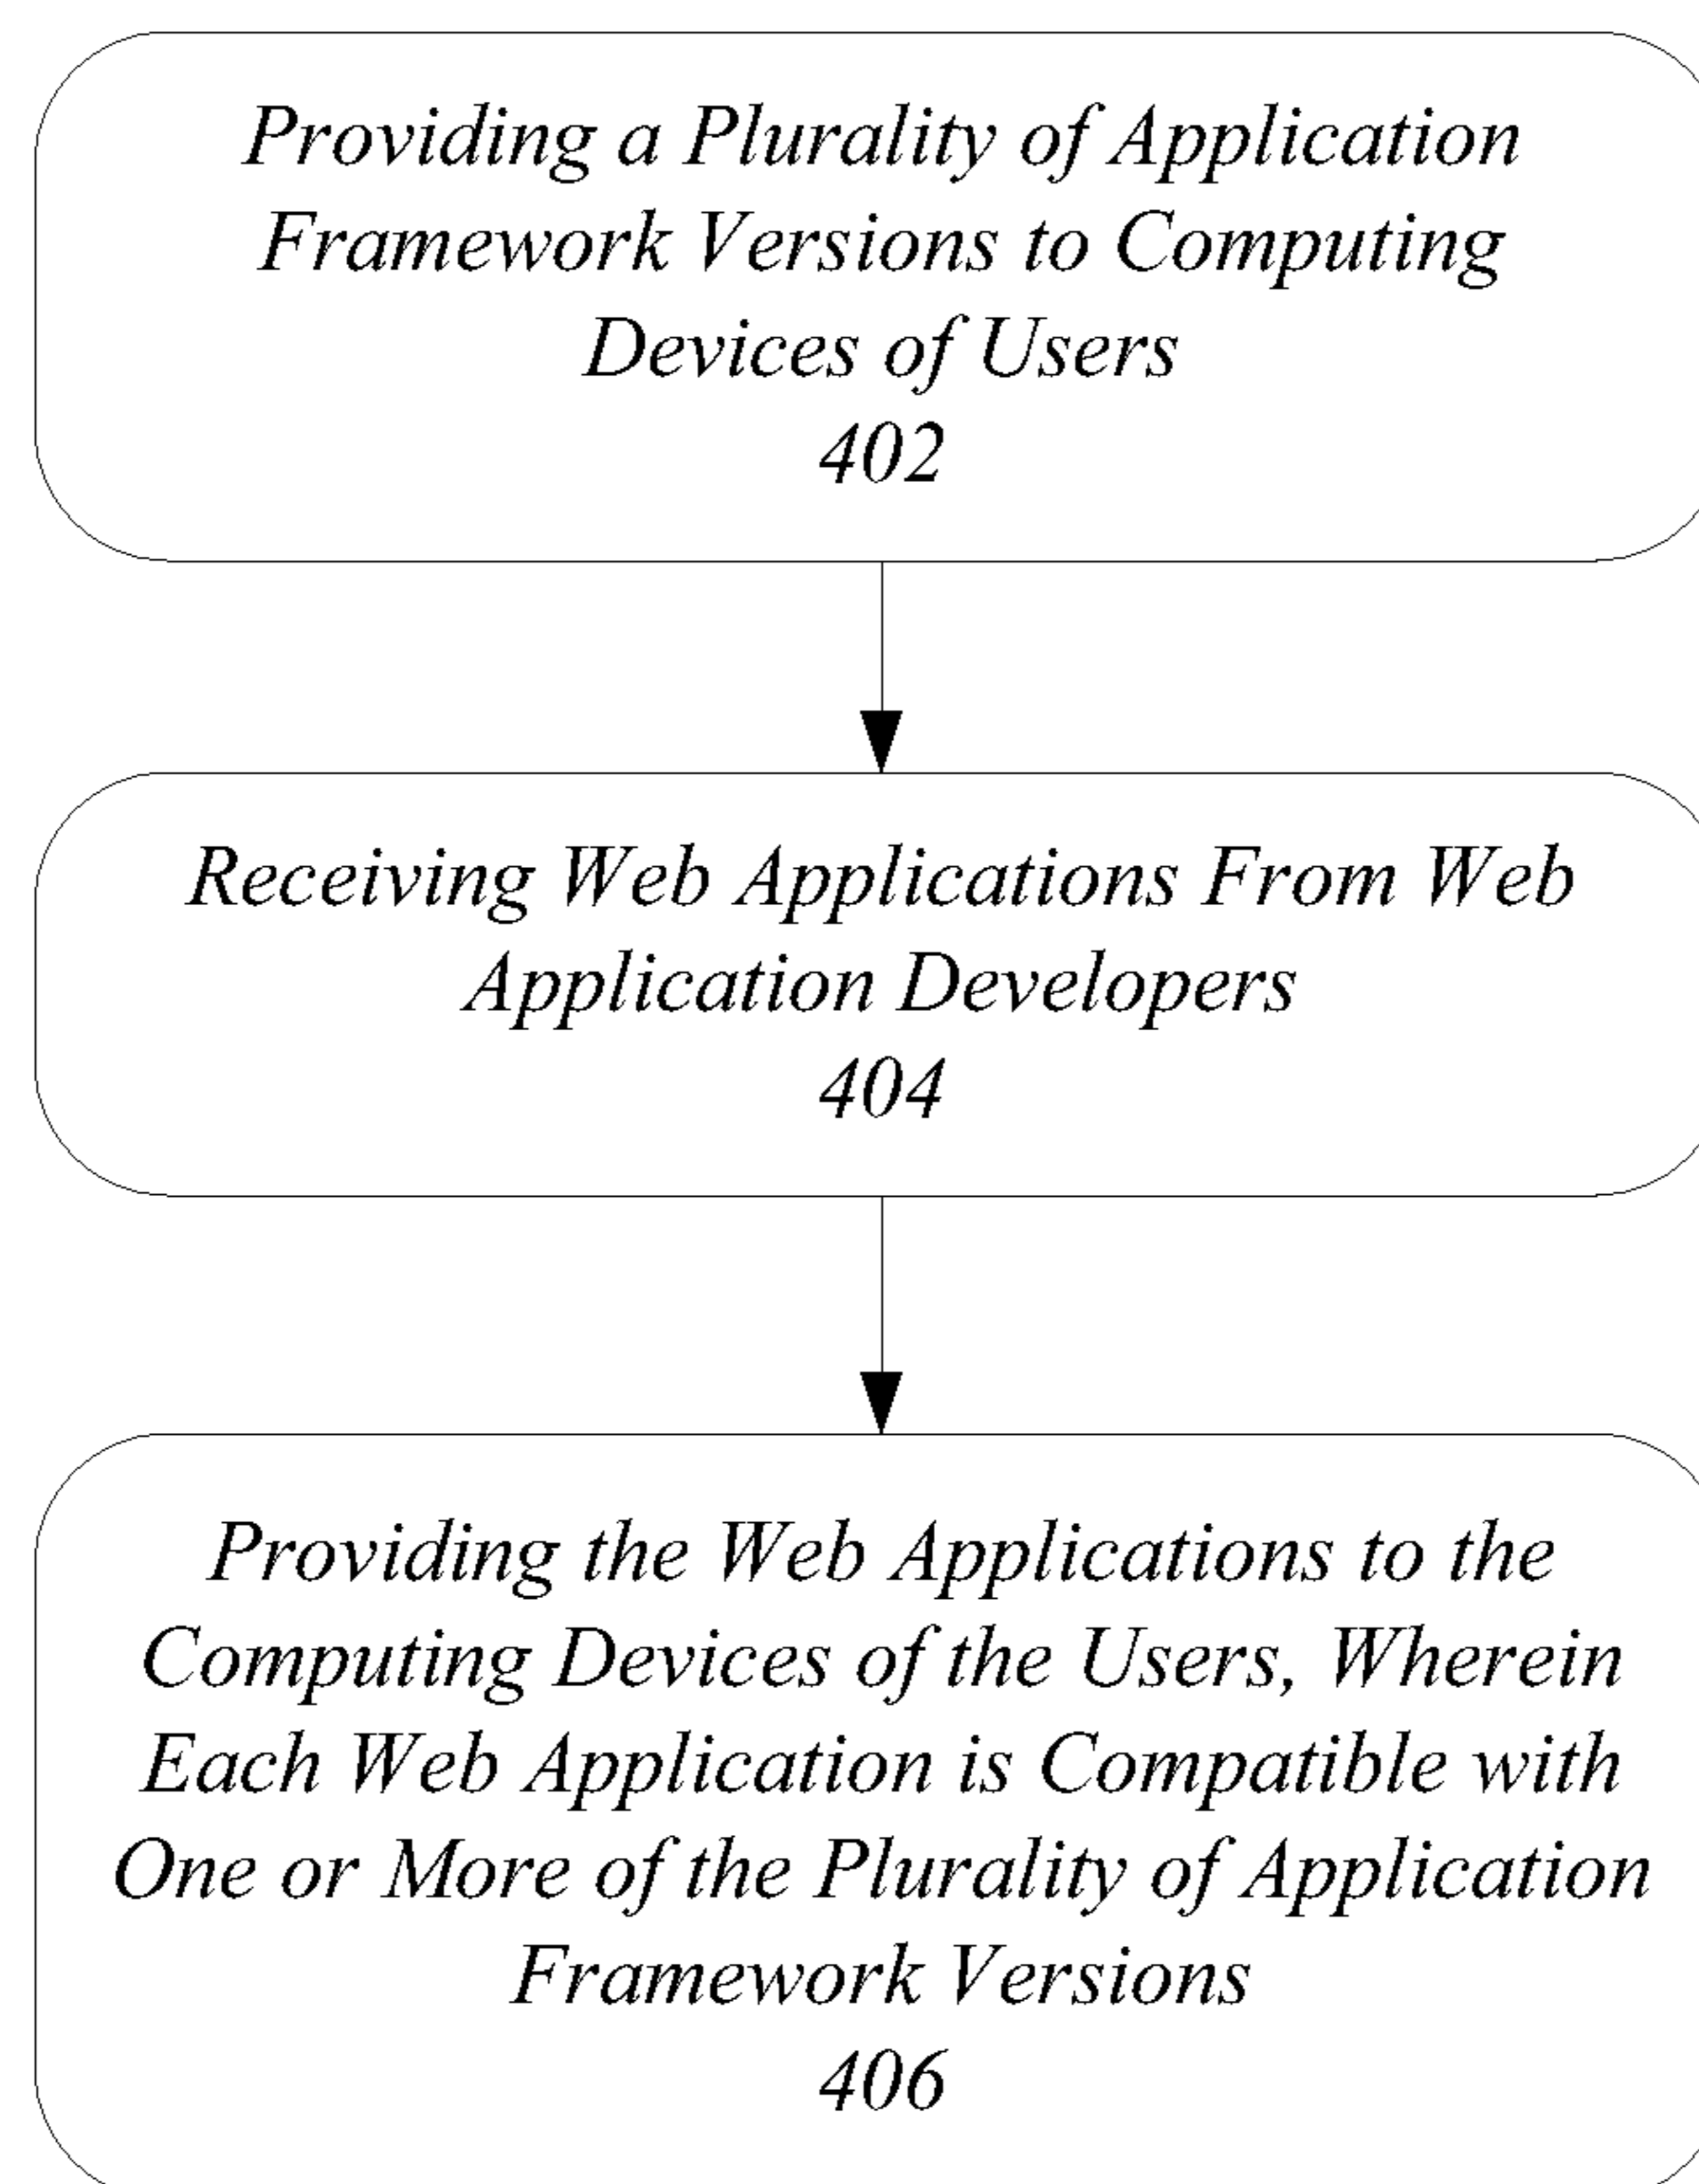 Providing a Plurality of Application
Framework Versions to Computing
Devices of Users
402
Receiving Web Applications From Web
Application Developers
404
Providing the Web Applications to the
Computing Devices of the Users, Wherein
Each Web Application is Compatible with
One or More of the Plurality of Application
Framework Versions
406